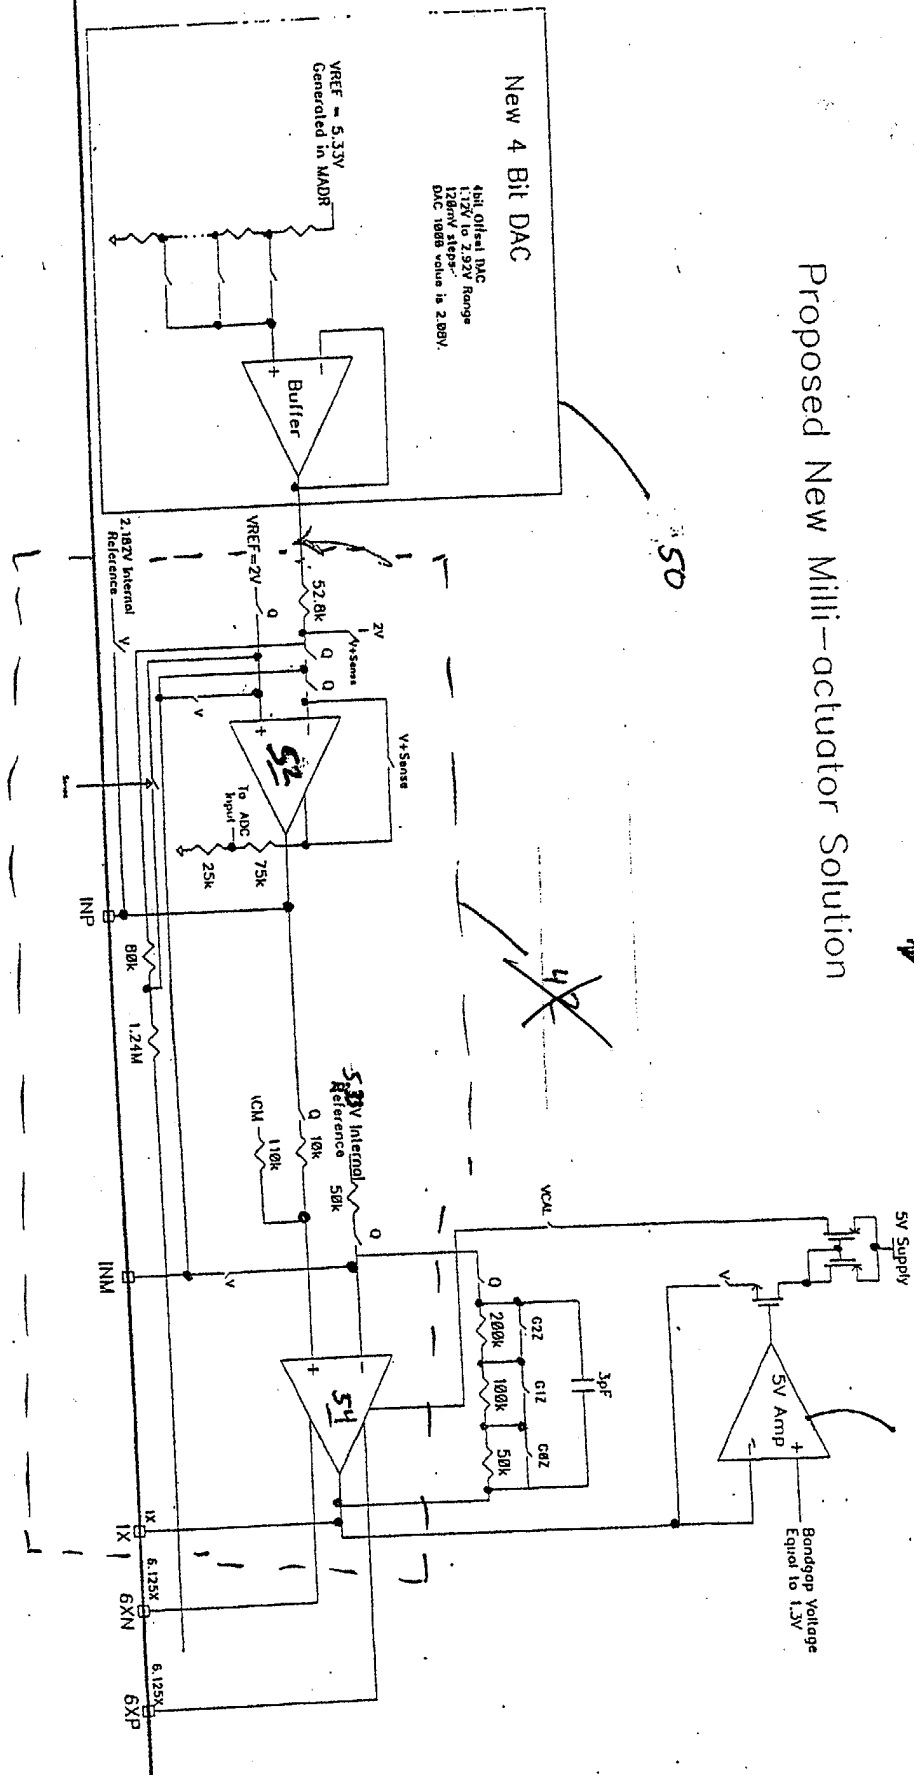 Proposed New Milli-actuator Solution
New 4 Bit DAC
4bit Offset DAC
1.12V to 2.92V Range
120mV steps
DAC 1000 value is 2.08V.
VREF = 5.33V
Generated in MADR
Buffer
50
52.8k
2V
V+Sense
VREF=2V
Q
Q
Q
V
V+Sense
52
2.182V Internal
Reference
V
Sense
To ADC
Input
75k
25k
INP
80k
1.24M
42
5.33V Internal
Reference
50k
Q
Q
10k
ICM
110k
INM
V
54
VCAL
5V Supply
V
5V Amp
Bandgap Voltage
Equal to 1.3V
Q
200k
100k
50k
G2Z
G1Z
G0Z
3pF
1X
1X
6.125X
6XN
6.125X
6XP